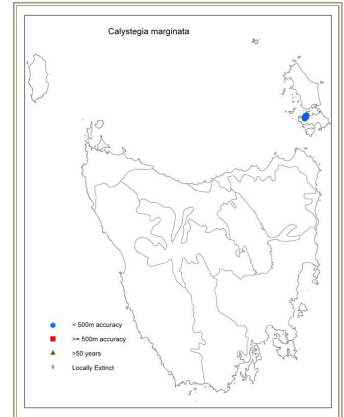 Calystegia marginata
< 500m accuracy
>= 500m accuracy
>50 years
Locally Extinct